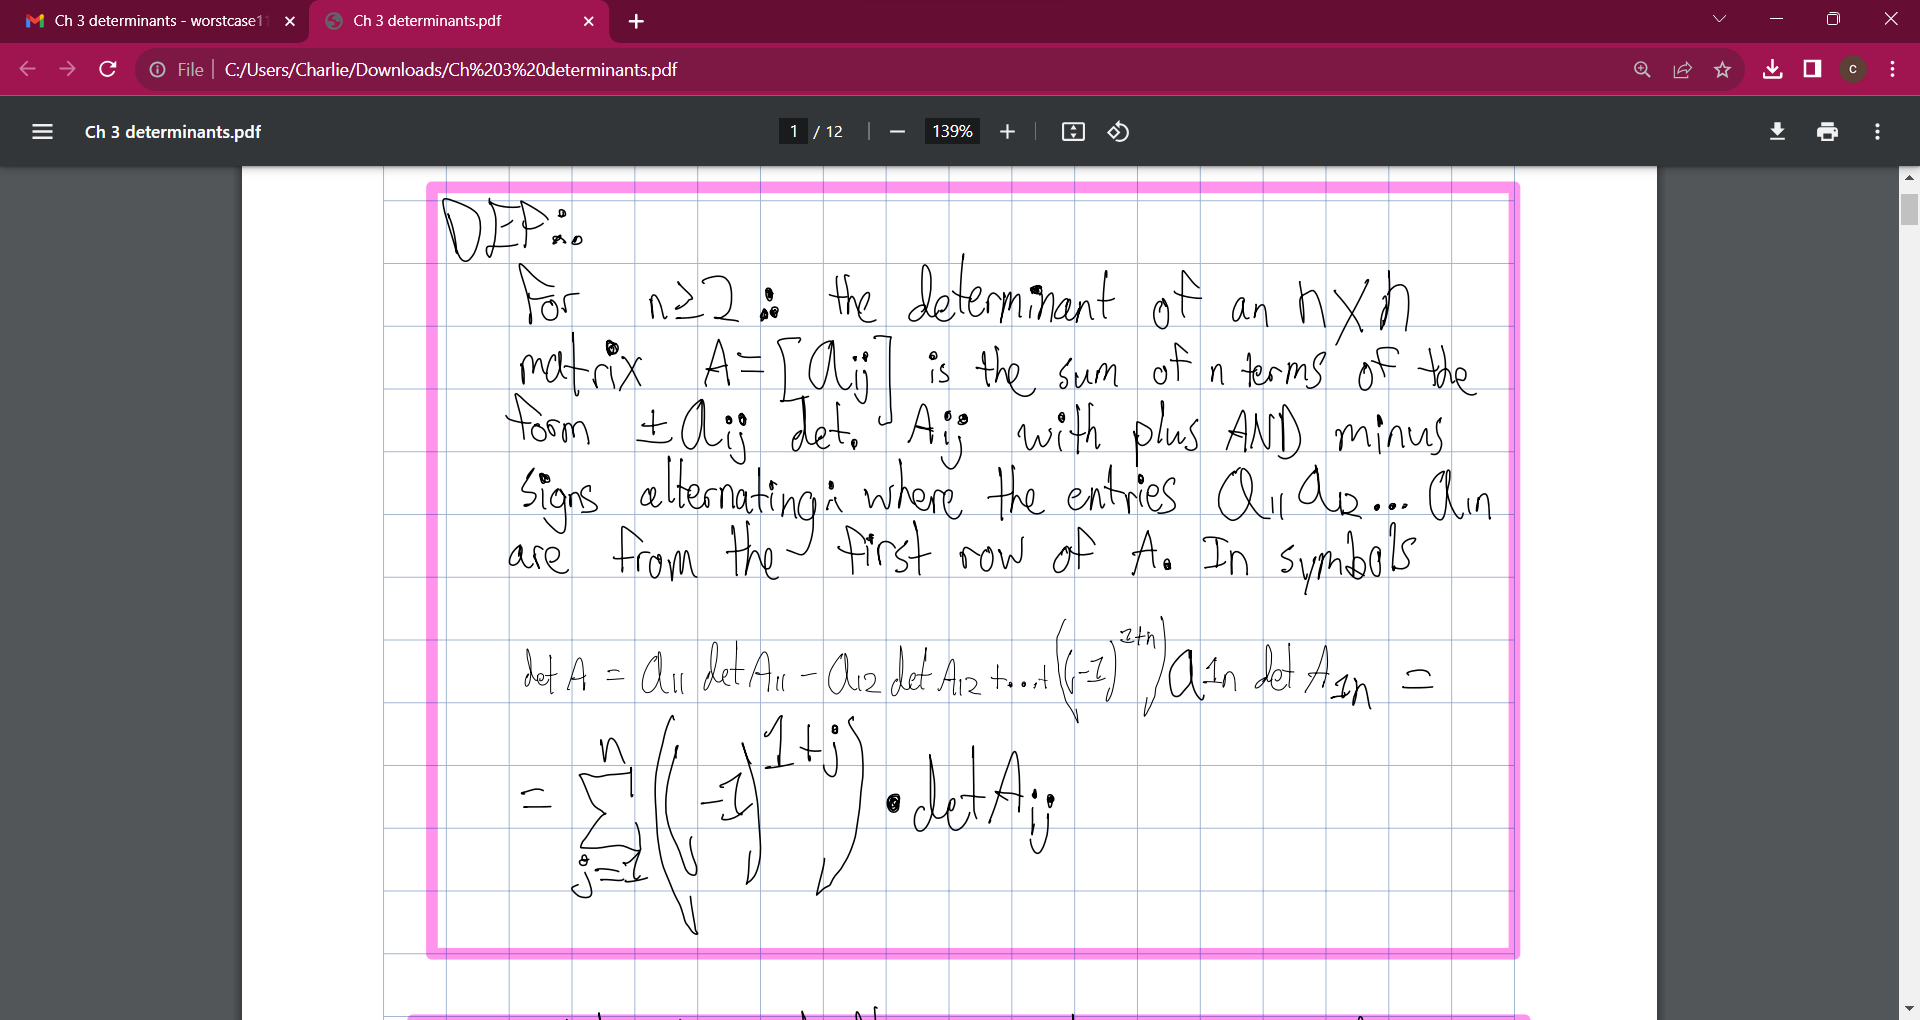 Ch 3 determinants - worstcase11
Ch 3 determinants.pdf
File C:/Users/Charlie/Downloads/Ch%203%20determinants.pdf
C
Ch 3 determinants.pdf
1 / 12
139%
DEF:
For n≥2: the determinant of an n×n
matrix A=[aij] is the sum of n terms of the
form ±aij det. Aij with plus AND minus
signs alternating; where the entries a11 a12 ... a1n
are from the first row of A. In symbols
det A = a11 det A11 - a12 det A12 +...+ ((-1)^{1+n}) a1n det A1n =
= Σ_{j=1}^{n} ((-1)^{1+j}) · det Aij